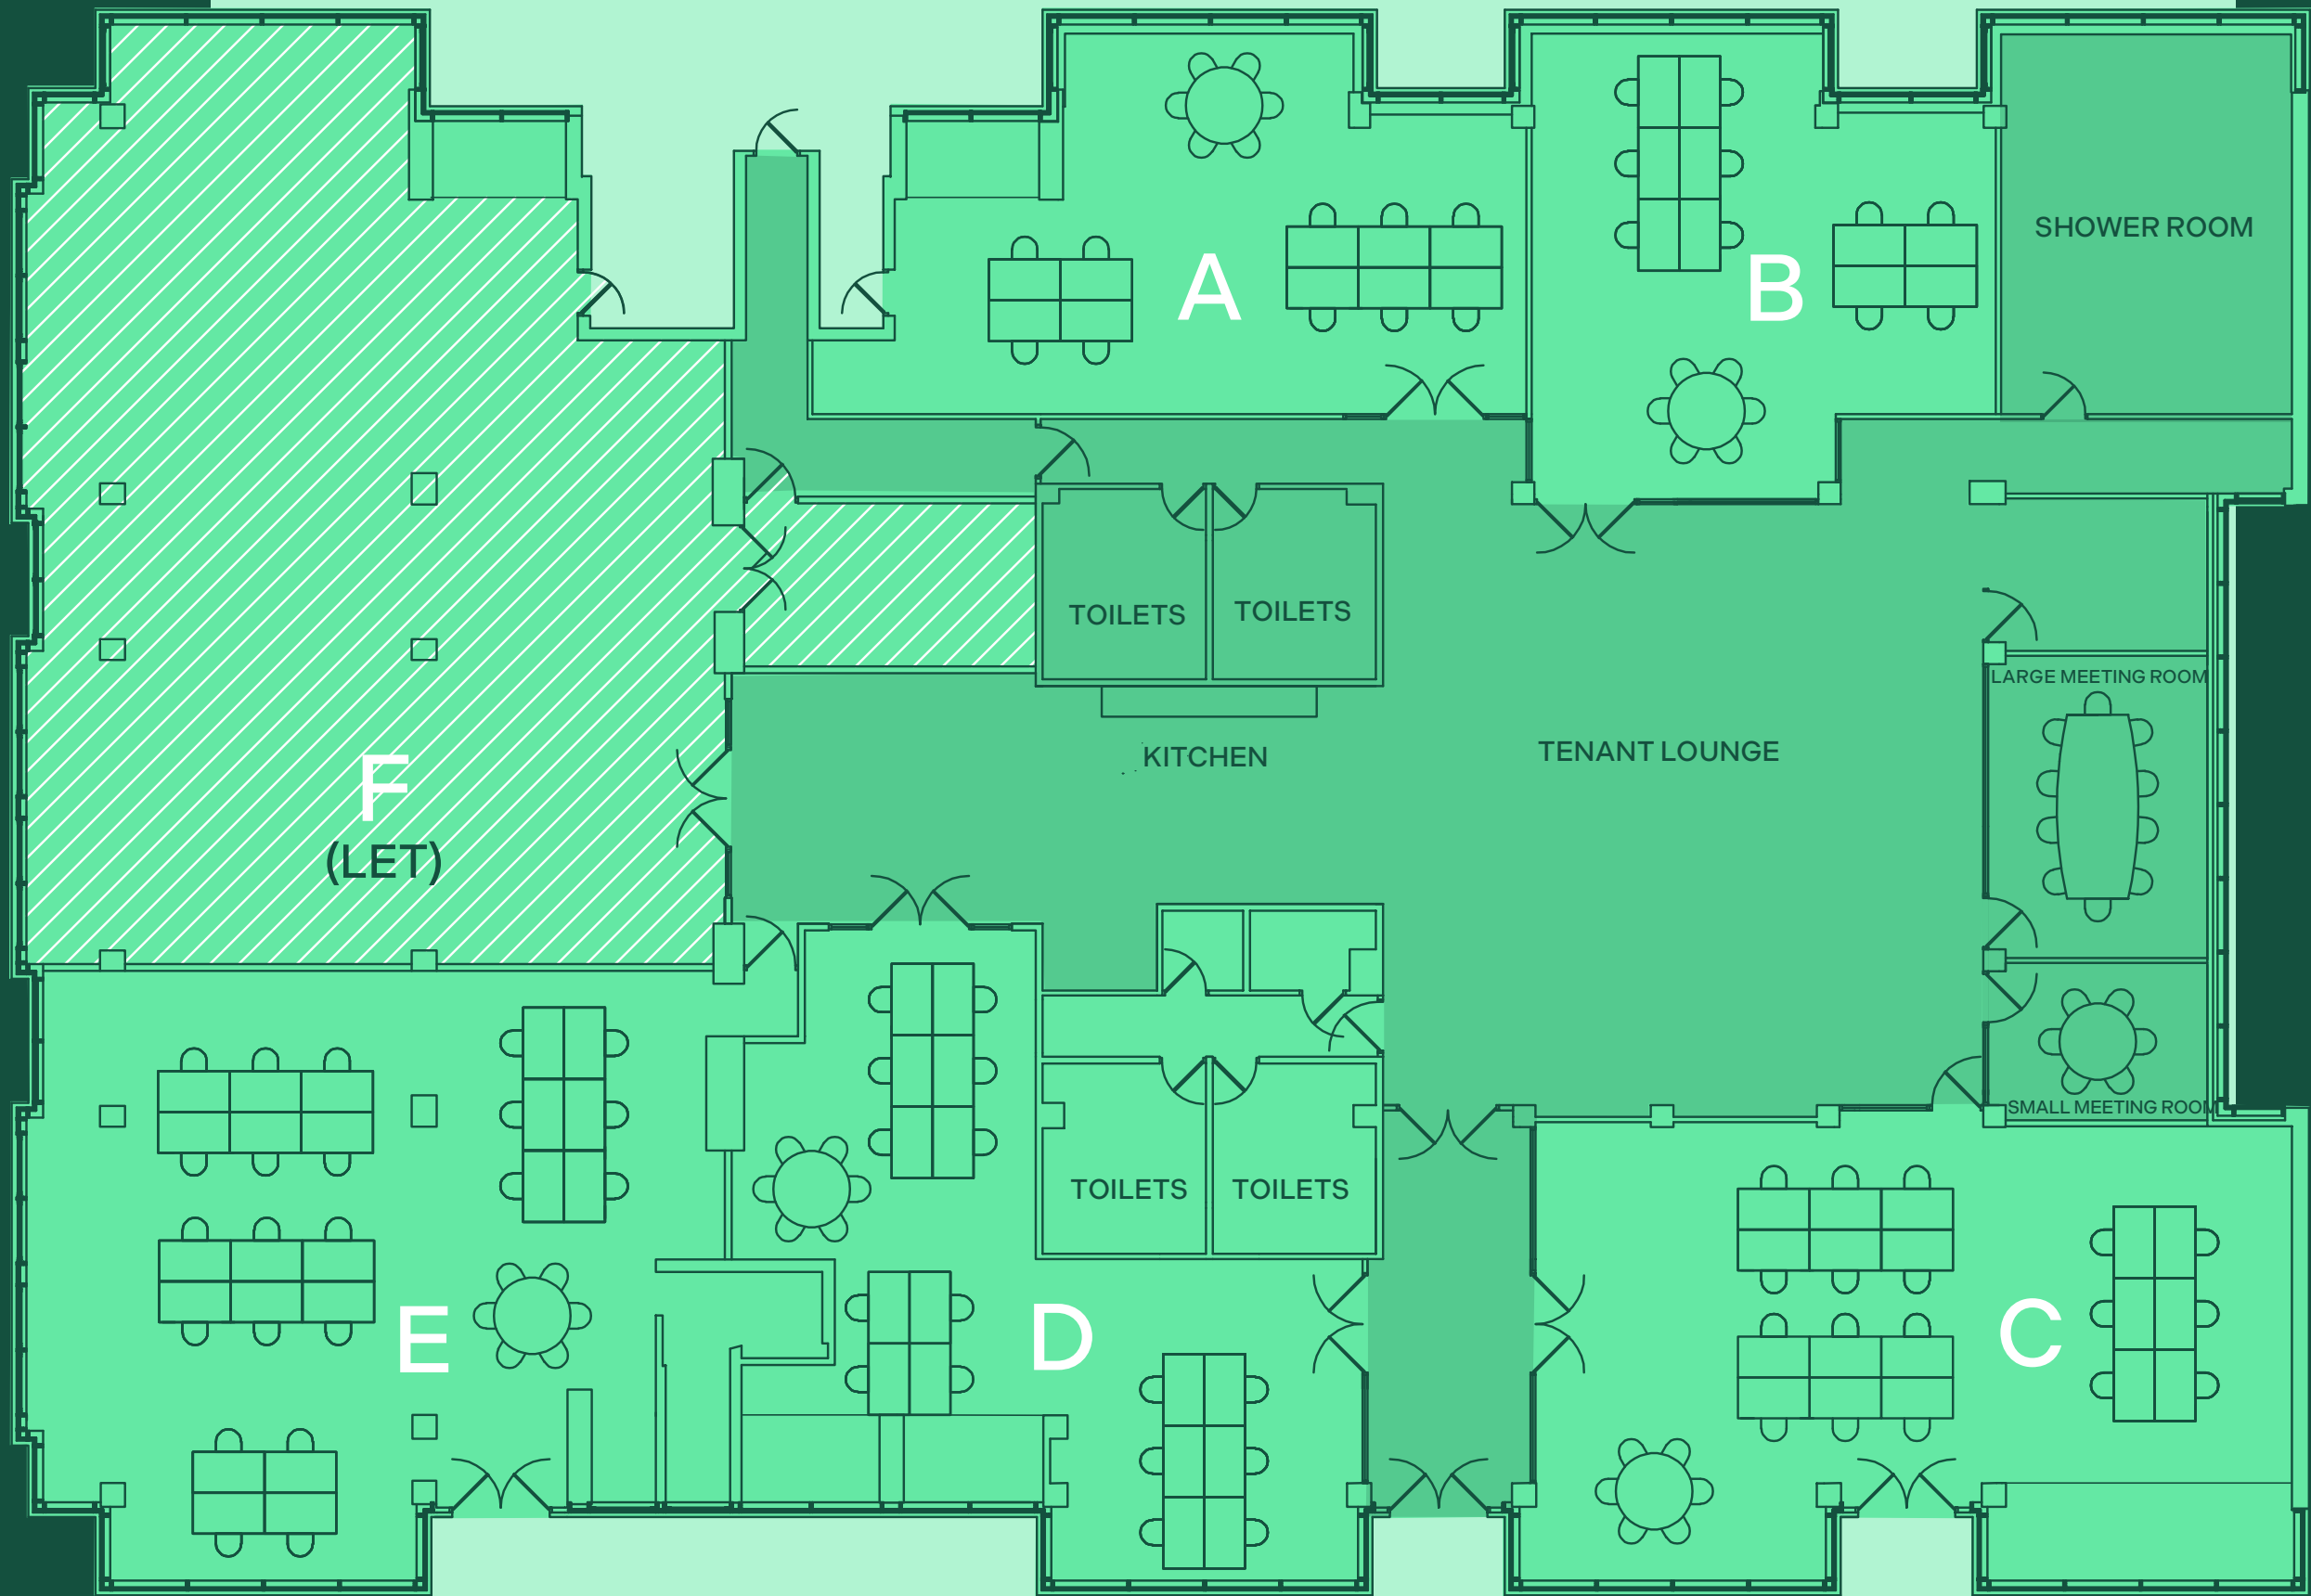 SHOWER ROOM
A
B
TOILETS
TOILETS
LARGE MEETING ROOM
KITCHEN
TENANT LOUNGE
F
(LET)
SMALL MEETING ROOM
TOILETS
TOILETS
E
D
C